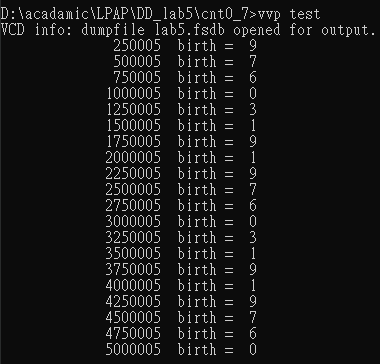 D:\acadamic\LPAP\DD_lab5\cnt0_7>vvp test
VCD info: dumpfile lab5.fsdb opened for output.
250005 birth = 9
500005 birth = 7
750005 birth = 6
1000005 birth = 0
1250005 birth = 3
1500005 birth = 1
1750005 birth = 9
2000005 birth = 1
2250005 birth = 9
2500005 birth = 7
2750005 birth = 6
3000005 birth = 0
3250005 birth = 3
3500005 birth = 1
3750005 birth = 9
4000005 birth = 1
4250005 birth = 9
4500005 birth = 7
4750005 birth = 6
5000005 birth = 0